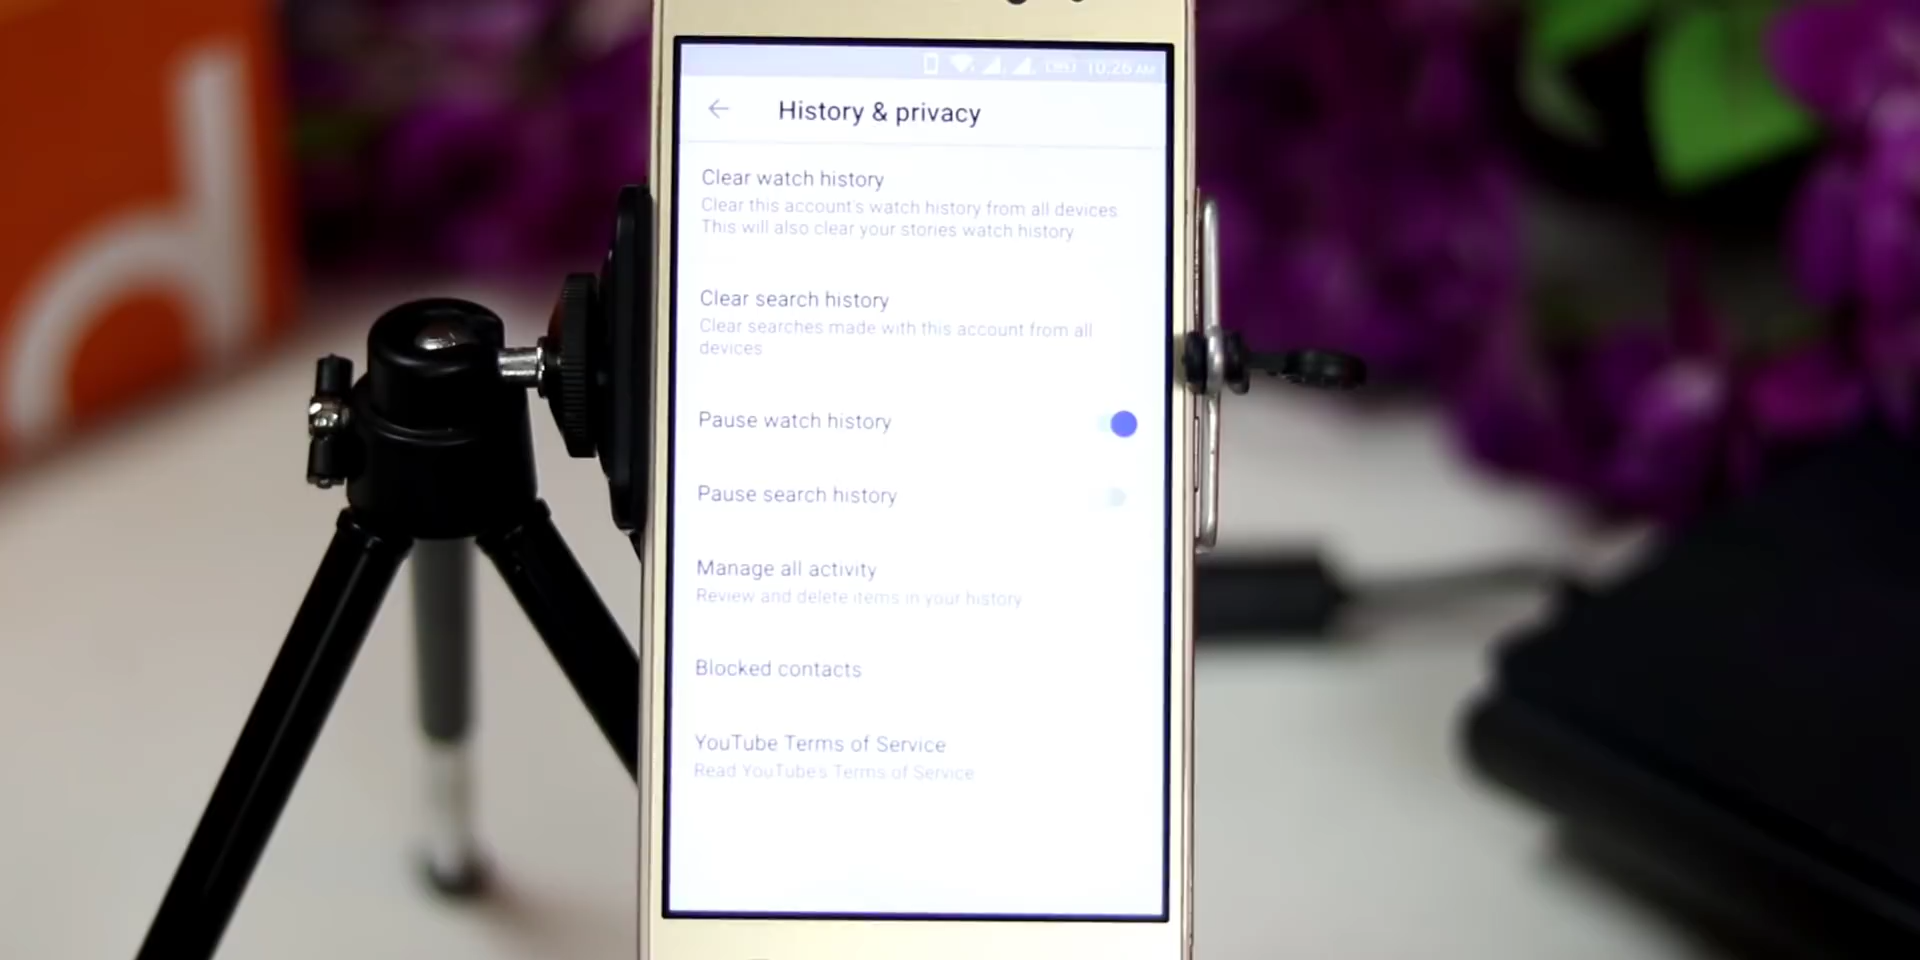 10:26 AM
History & privacy
Clear watch history
Clear this account's watch history from all devices.
This will also clear your stories watch history
Clear search history
Clear searches made with this account from all
devices
Pause watch history
Pause search history
Manage all activity
Review and delete items in your history
Blocked contacts
YouTube Terms of Service
Read YouTube's Terms of Service
d